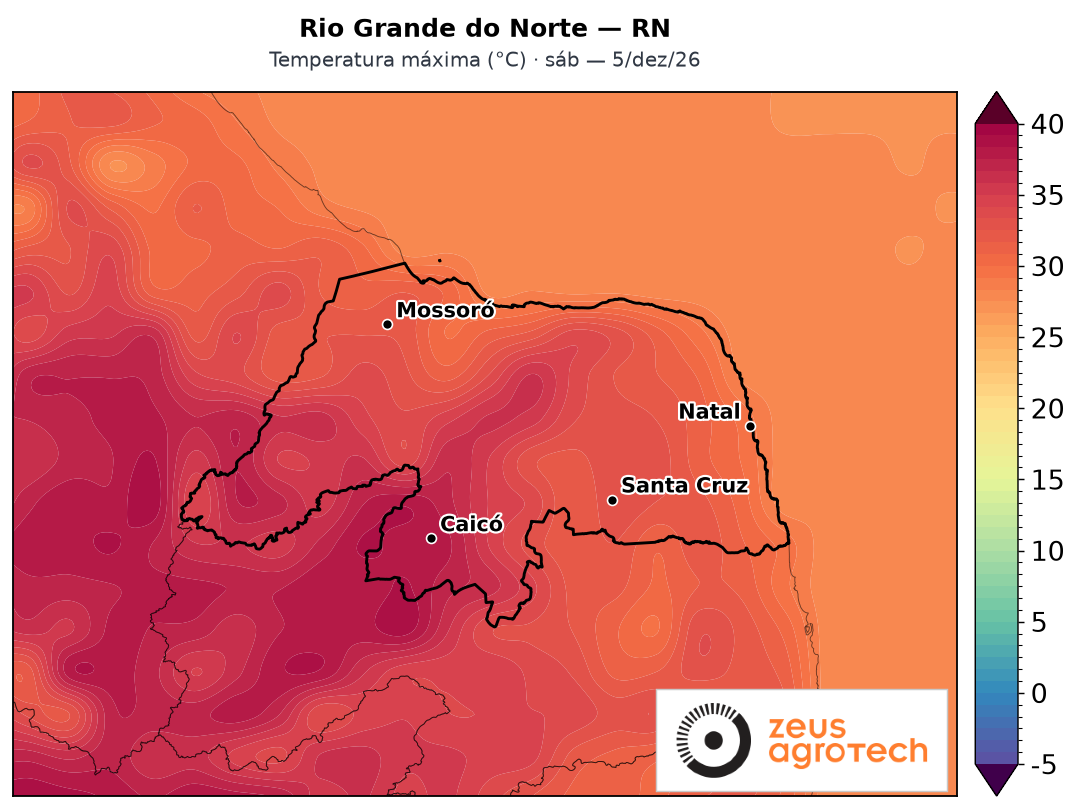 Rio Grande do Norte — RN
Temperatura máxima (°C) · sáb — 5/dez/26
Mossoró
Natal
Santa Cruz
Caicó
40
35
30
25
20
15
10
5
0
-5
zeus
agrotech